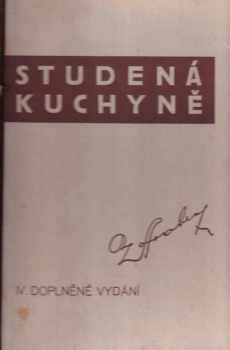 STUDENÁ
KUCHYNĚ
IV. DOPLNĚNÉ VYDÁNÍ